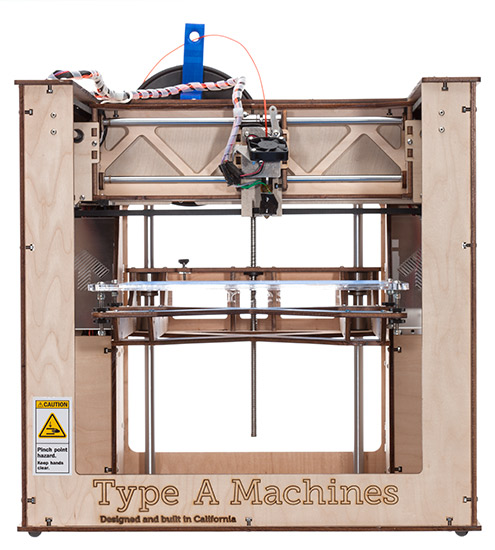 CAUTION
Pinch point
hazard.
Keep hands
clear.
Type A Machines
Designed and built in California